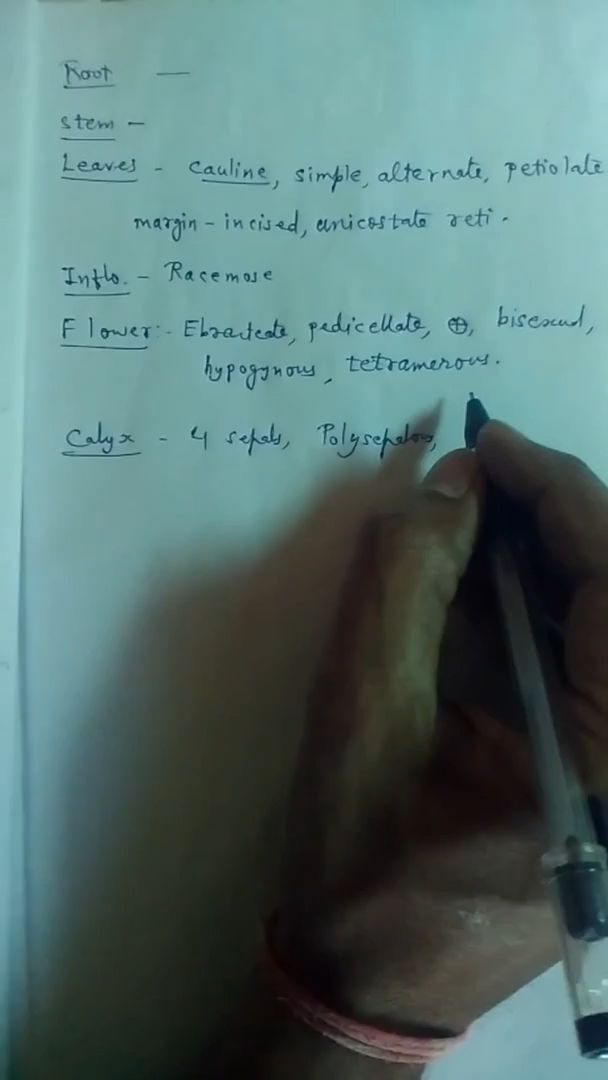 Root —
Stem –
Leaves - Cauline, simple, alternate, petiolate
margin - incised, unicostate reti.
Inflo. - Racemose
Flower:- Ebracteate, pedicellate, ⊕, bisexual,
hypogynous, tetramerous.
Calyx - 4 sepals, Polysepalous,